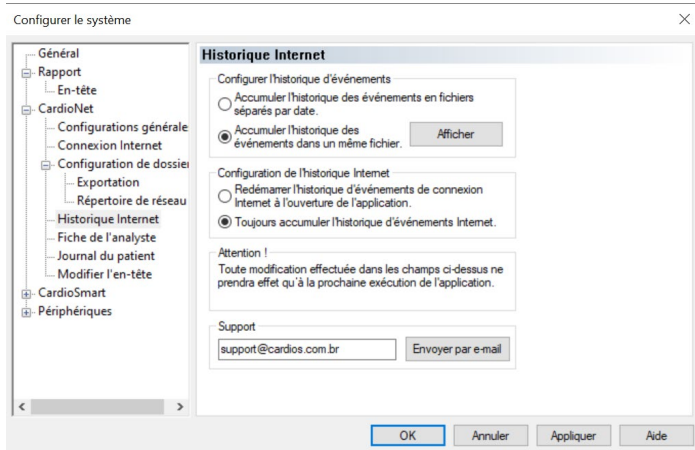 Configurer le système
Général
Rapport
En-tête
CardioNet
Configurations générale
Connexion Internet
Configuration de dossier
Exportation
Répertoire de réseau
Historique Internet
Fiche de l'analyste
Journal du patient
Modifier l'en-tête
CardioSmart
Périphériques
Historique Internet
Configurer l'historique d'événements
Accumuler l'historique des événements en fichiers
séparés par date.
Accumuler l'historique des
événements dans un même fichier.
Afficher
Configuration de l'historique Internet
Redémarrer l'historique d'événements de connexion
Internet à l'ouverture de l'application.
Toujours accumuler l'historique d'événements Internet.
Attention !
Toute modification effectuée dans les champs ci-dessus ne
prendra effet qu'à la prochaine exécution de l'application.
Support
support@cardios.com.br
Envoyer par e-mail
OK
Annuler
Appliquer
Aide